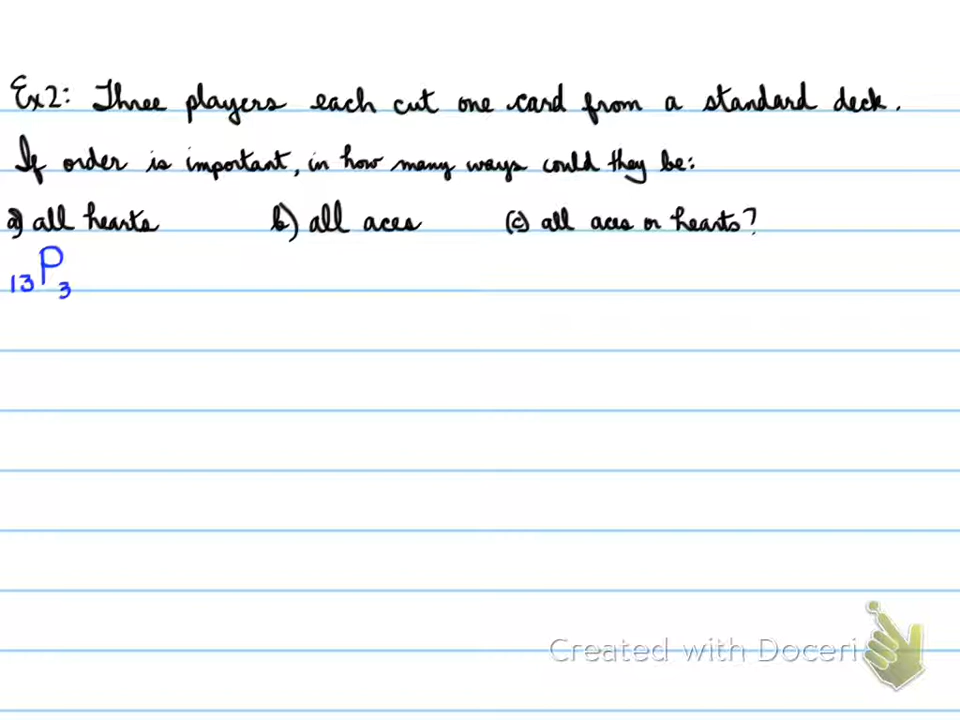 Ex2: Three players each cut one card from a standard deck.
If order is important, in how many ways could they be:
a) all hearts b) all aces (c) all aces or hearts?
13P3
Created with Doceri